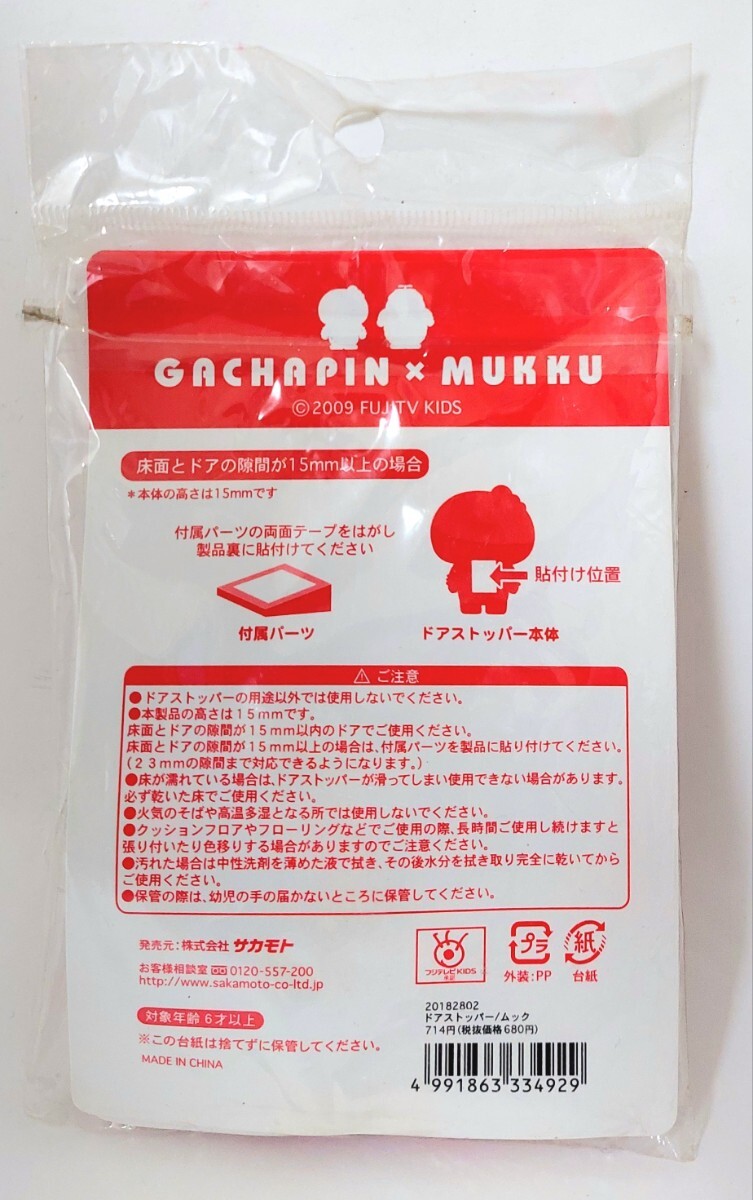 GACHAPIN × MUKKU
©2009 FUJITV KIDS
床面とドアの隙間が15mm以上の場合
*本体の高さは15mmです
付属パーツの両面テープをはがし
製品裏に貼付けてください
貼付け位置
付属パーツ
ドアストッパー本体
⚠ ご注意
●ドアストッパーの用途以外では使用しないでください。
●本製品の高さは15mmです。
床面とドアの隙間が15mm以内のドアでご使用ください。
床面とドアの隙間が15mm以上の場合は、付属パーツを製品に貼り付けてください。
(23mmの隙間まで対応できるようになります。)
●床が濡れている場合は、ドアストッパーが滑ってしまい使用できない場合があります。
必ず乾いた床でご使用ください。
●火気のそばや高温多湿となる所では使用しないでください。
●クッションフロアやフローリングなどでご使用の際、長時間ご使用し続けますと
張り付いたり色移りする場合がありますのでご注意ください。
●汚れた場合は中性洗剤を薄めた液で拭き、その後水分を拭き取り完全に乾いてから
ご使用ください。
●保管の際は、幼児の手の届かないところに保管してください。
発売元:株式会社 サカモト
お客様相談室 0120-557-200
http://www.sakamoto-co-ltd.jp
対象年齢 6才以上
※この台紙は捨てずに保管してください。
MADE IN CHINA
フジテレビKIDS
承認
プラ
外装:PP
紙
台紙
20182802
ドアストッパー/ムック
714円(税抜価格680円)
4 991863 334929